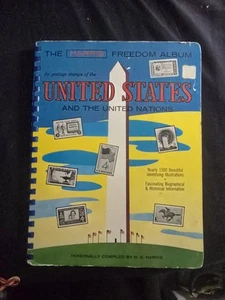 THE HARRIS FREEDOM ALBUM
for postage stamps of the
UNITED STATES
AND THE UNITED NATIONS
Nearly 1500 Beautiful
Identifying Illustrations
Fascinating Biographical
& Historical Information
PERSONALLY COMPILED BY H. E. HARRIS